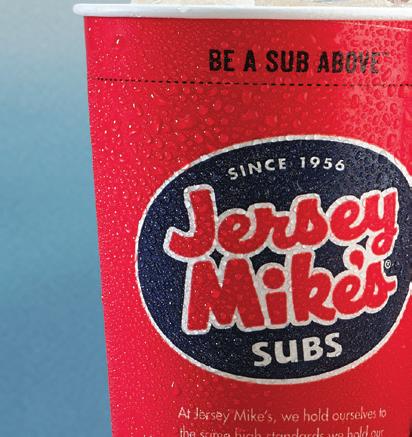 BE A SUB ABOVE™
SINCE 1956
Jersey
Mike's®
SUBS
At Jersey Mike's, we hold ourselves to
the same high standards we hold our